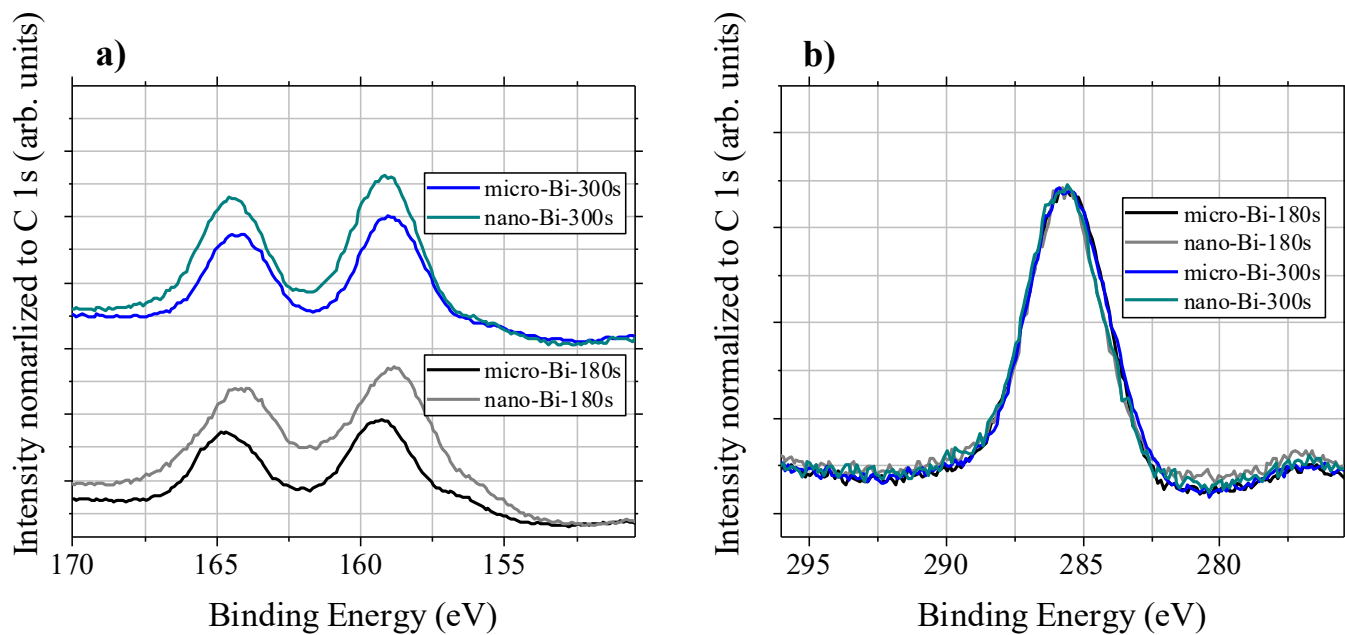 a)
Intensity nomarlized to C 1s (arb. units)
micro-Bi-300s
nano-Bi-300s
micro-Bi-180s
nano-Bi-180s
170 165 160 155
Binding Energy (eV)
b)
Intensity normalized to C 1s (arb. units)
micro-Bi-180s
nano-Bi-180s
micro-Bi-300s
nano-Bi-300s
295 290 285 280
Binding Energy (eV)